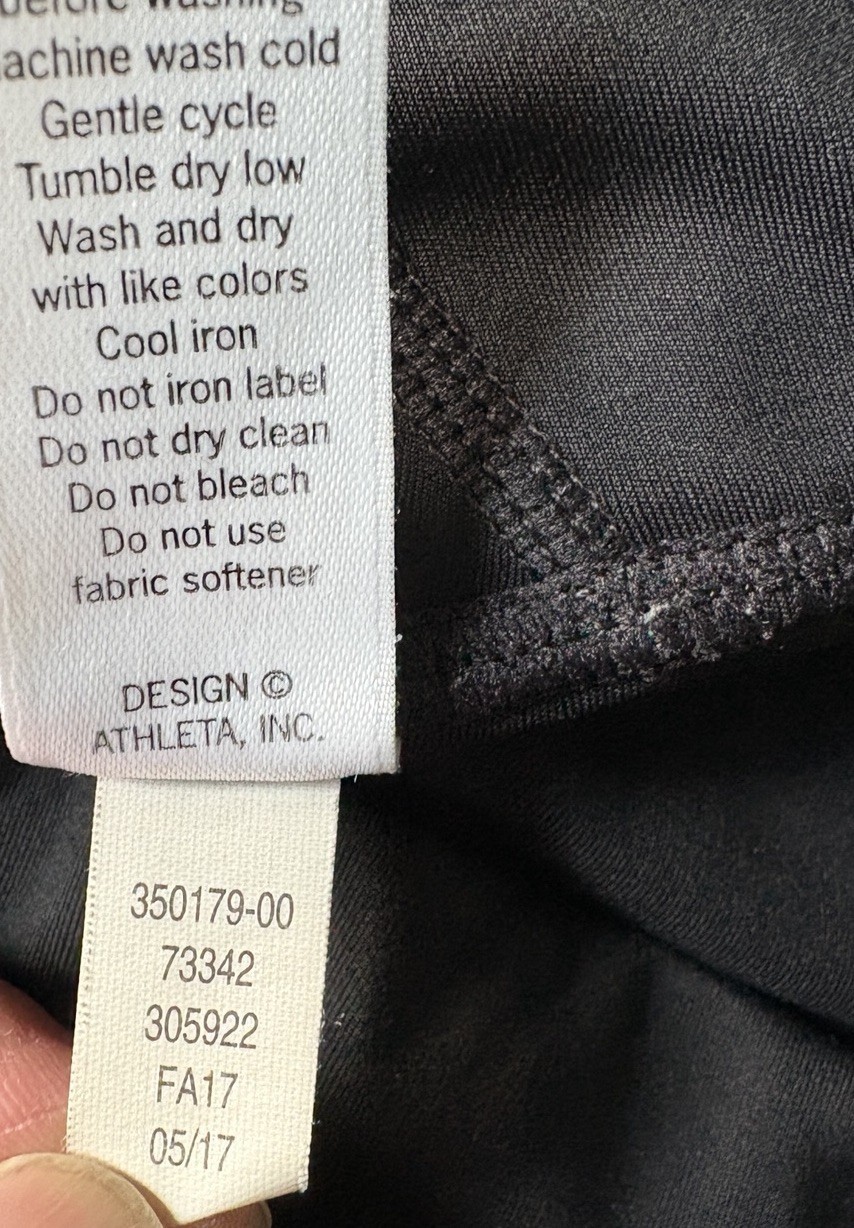 before washing
achine wash cold
Gentle cycle
Tumble dry low
Wash and dry
with like colors
Cool iron
Do not iron label
Do not dry clean
Do not bleach
Do not use
fabric softener
DESIGN ©
ATHLETA, INC.
350179-00
73342
305922
FA17
05/17